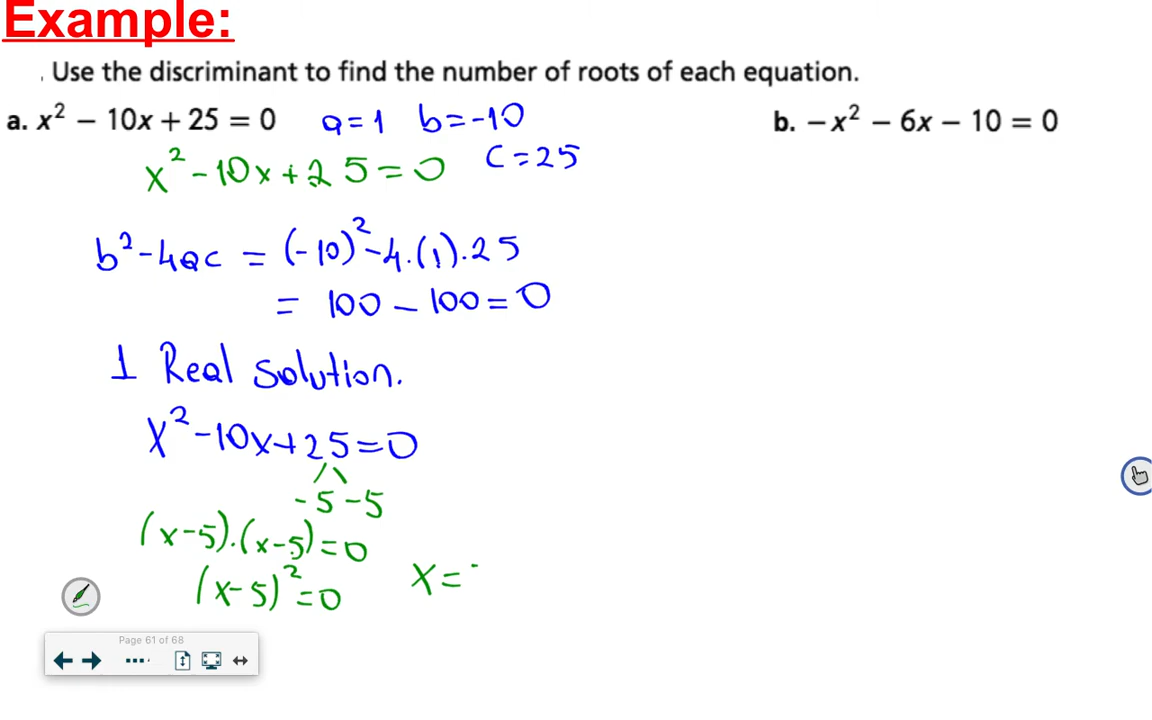 Example:
Use the discriminant to find the number of roots of each equation.
a. x² − 10x + 25 = 0 a=1 b=-10
c=25
x²-10x+25=0
b²-4ac = (-10)²-4.(1).25
= 100 - 100 = 0
1 Real Solution.
x²-10x+25=0
-5 -5
(x-5).(x-5)=0
(x-5)²=0 x=
b. −x² − 6x − 10 = 0
Page 61 of 68